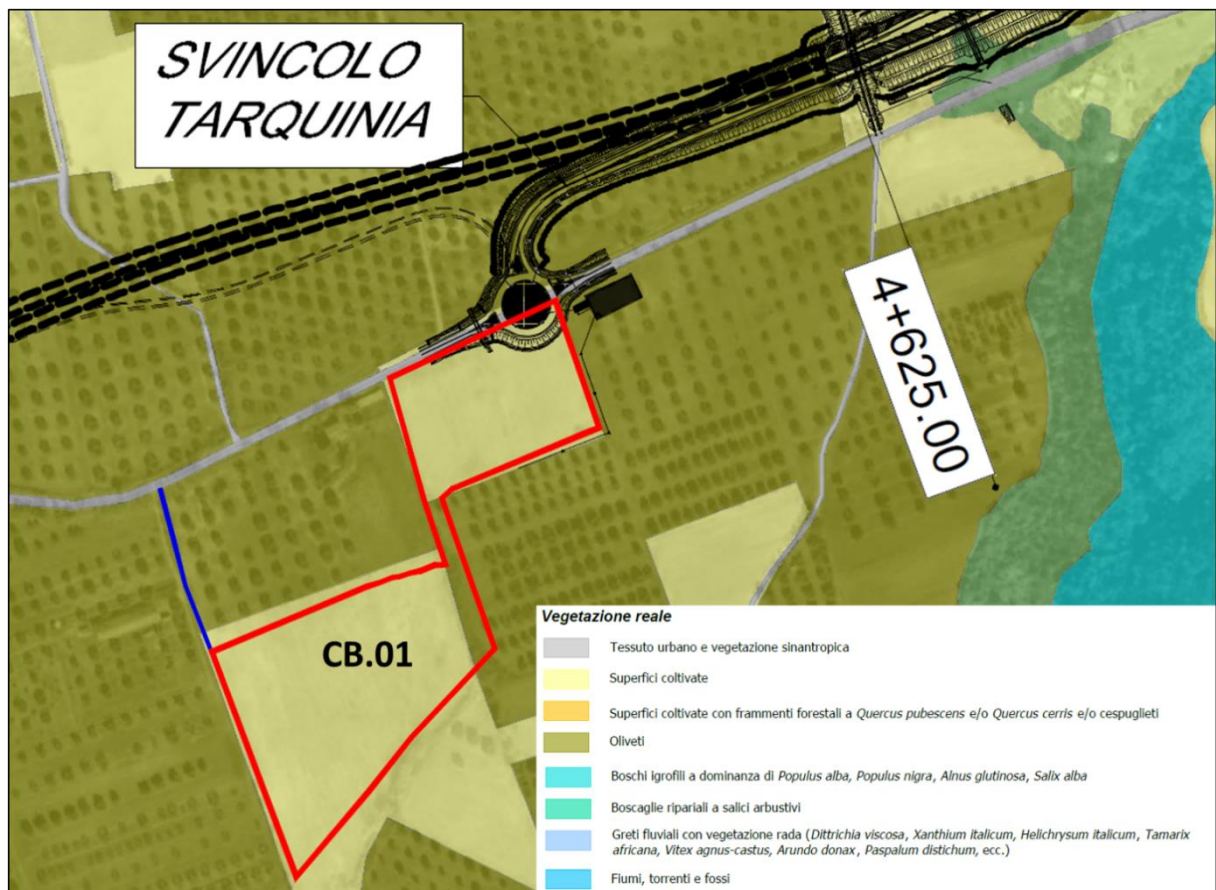 SVINCOLO
TARQUINIA
4+625.00
CB.01
Vegetazione reale
Tessuto urbano e vegetazione sinantropica
Superfici coltivate
Superfici coltivate con frammenti forestali a Quercus pubescens e/o Quercus cerris e/o cespuglieti
Oliveti
Boschi igrofili a dominanza di Populus alba, Populus nigra, Alnus glutinosa, Salix alba
Boscaglie ripariali a salici arbustivi
Greti fluviali con vegetazione rada (Dittrichia viscosa, Xanthium italicum, Helichrysum italicum, Tamarix
africana, Vitex agnus-castus, Arundo donax, Paspalum distichum, ecc.)
Fiumi, torrenti e fossi